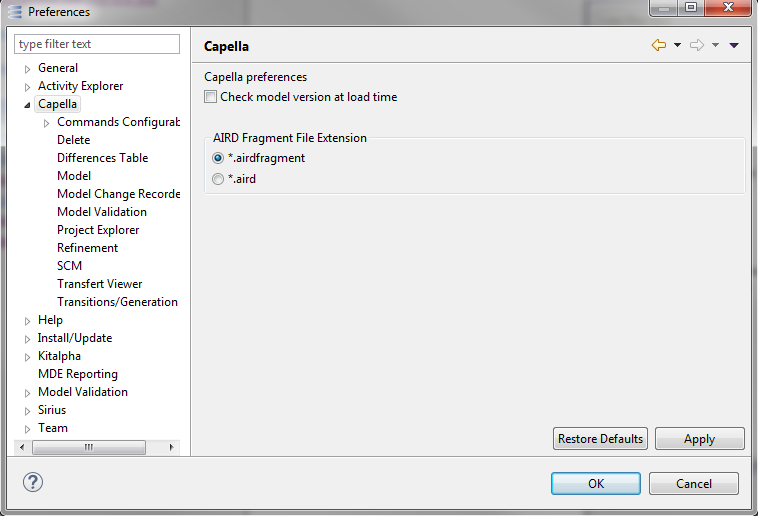 Preferences
type filter text
General
Activity Explorer
Capella
Commands Configurab
Delete
Differences Table
Model
Model Change Recorde
Model Validation
Project Explorer
Refinement
SCM
Transfert Viewer
Transitions/Generation
Help
Install/Update
Kitalpha
MDE Reporting
Model Validation
Sirius
Team
Capella
Capella preferences
Check model version at load time
AIRD Fragment File Extension
*.airdfragment
*.aird
Restore Defaults
Apply
?
OK
Cancel